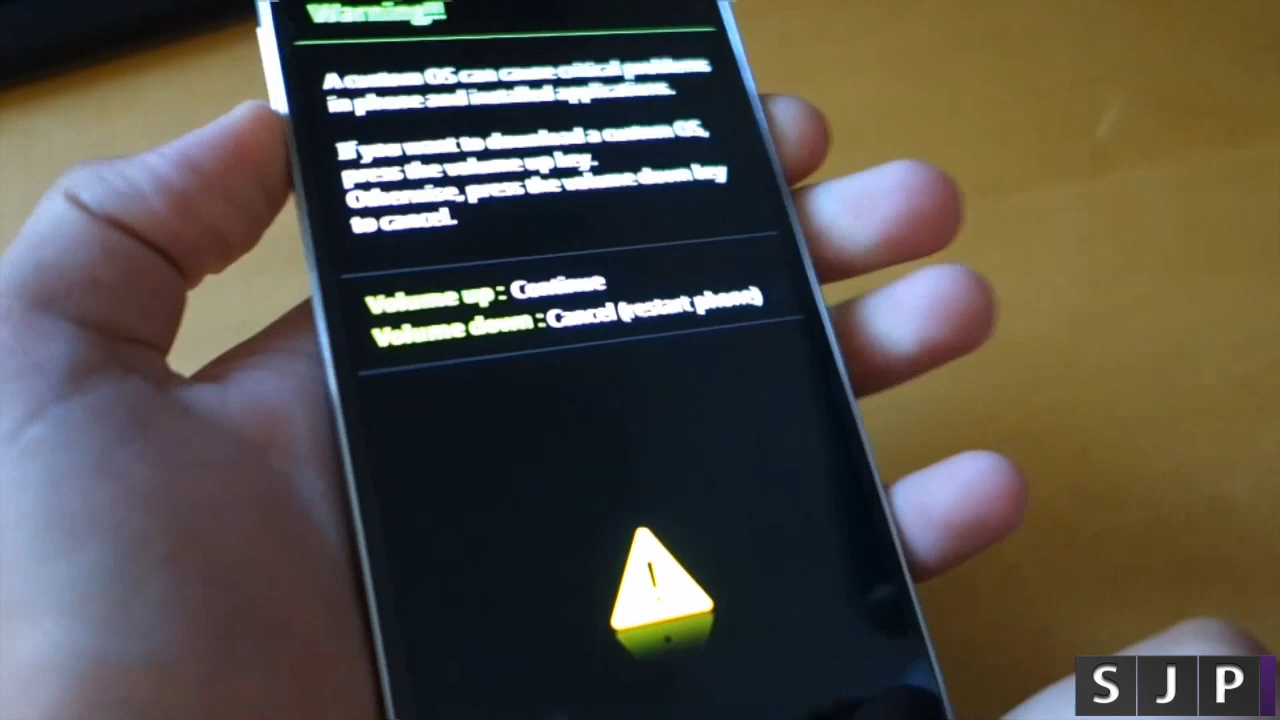 Warning!!
A custom OS can cause critical problems
in phone and installed applications.
If you want to download a custom OS,
press the volume up key.
Otherwise, press the volume down key
to cancel.
Volume up : Continue
Volume down : Cancel (restart phone)
SJP